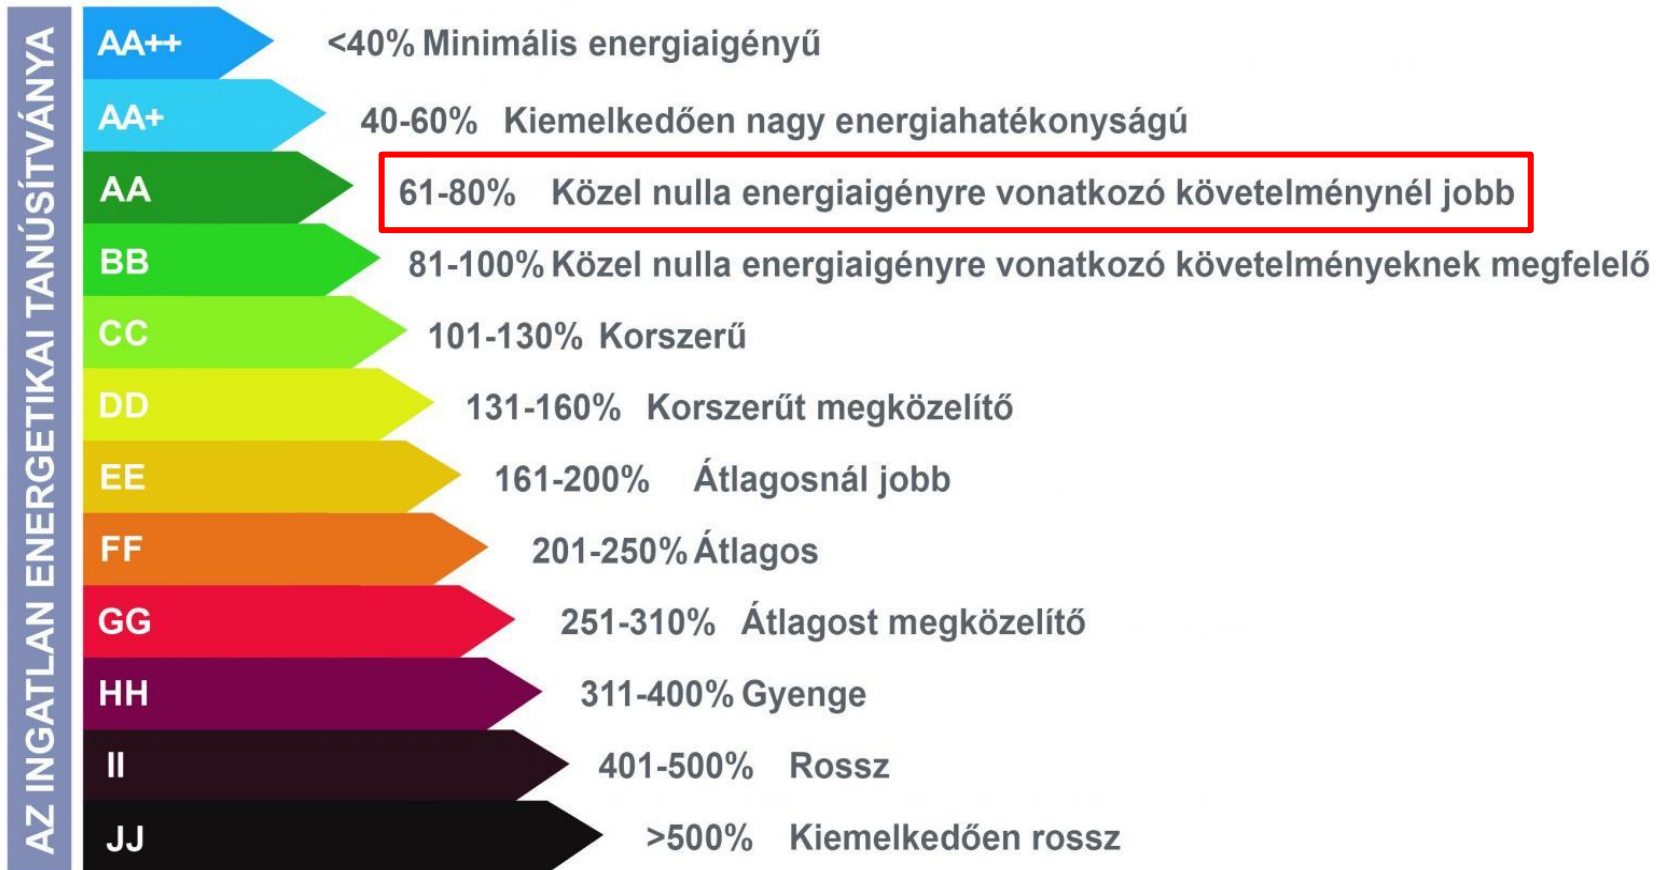 AZ INGATLAN ENERGETIKAI TANÚSÍTVÁNYA
AA++ <40% Minimális energiaigényű
AA+ 40-60% Kiemelkedően nagy energiahatékonyságú
AA 61-80% Közel nulla energiaigényre vonatkozó követelménynél jobb
BB 81-100% Közel nulla energiaigényre vonatkozó követelményeknek megfelelő
CC 101-130% Korszerű
DD 131-160% Korszerűt megközelítő
EE 161-200% Átlagosnál jobb
FF 201-250% Átlagos
GG 251-310% Átlagost megközelítő
HH 311-400% Gyenge
II 401-500% Rossz
JJ >500% Kiemelkedően rossz